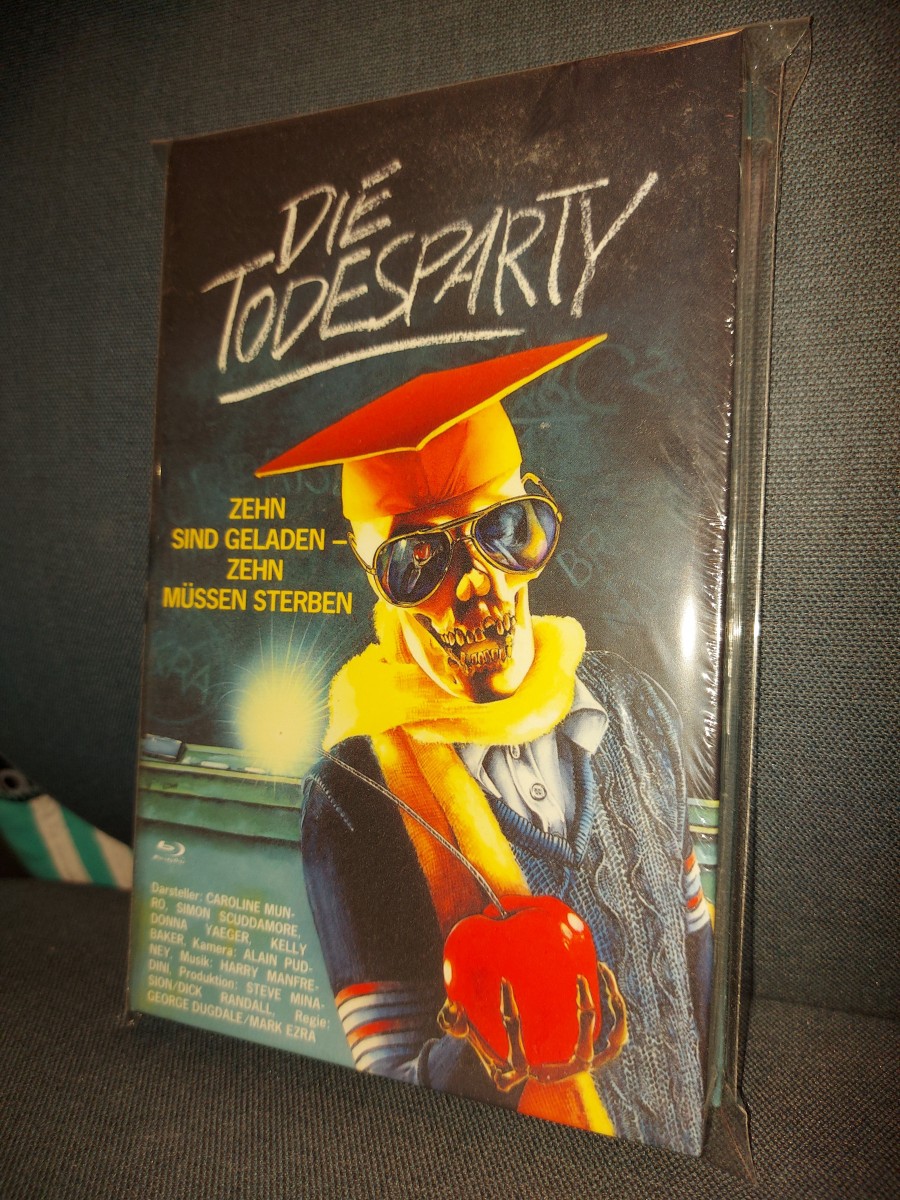 DIE
TODESPARTY
ZEHN
SIND GELADEN –
ZEHN
MÜSSEN STERBEN
Darsteller: CAROLINE MUN-
RO, SIMON SCUDDAMORE,
DONNA YAEGER, KELLY
BAKER, Kamera: ALAIN PUD-
NEY, Musik: HARRY MANFRE-
DINI, Produktion: STEVE MINA-
SION/DICK RANDALL, Regie:
GEORGE DUGDALE/MARK EZRA